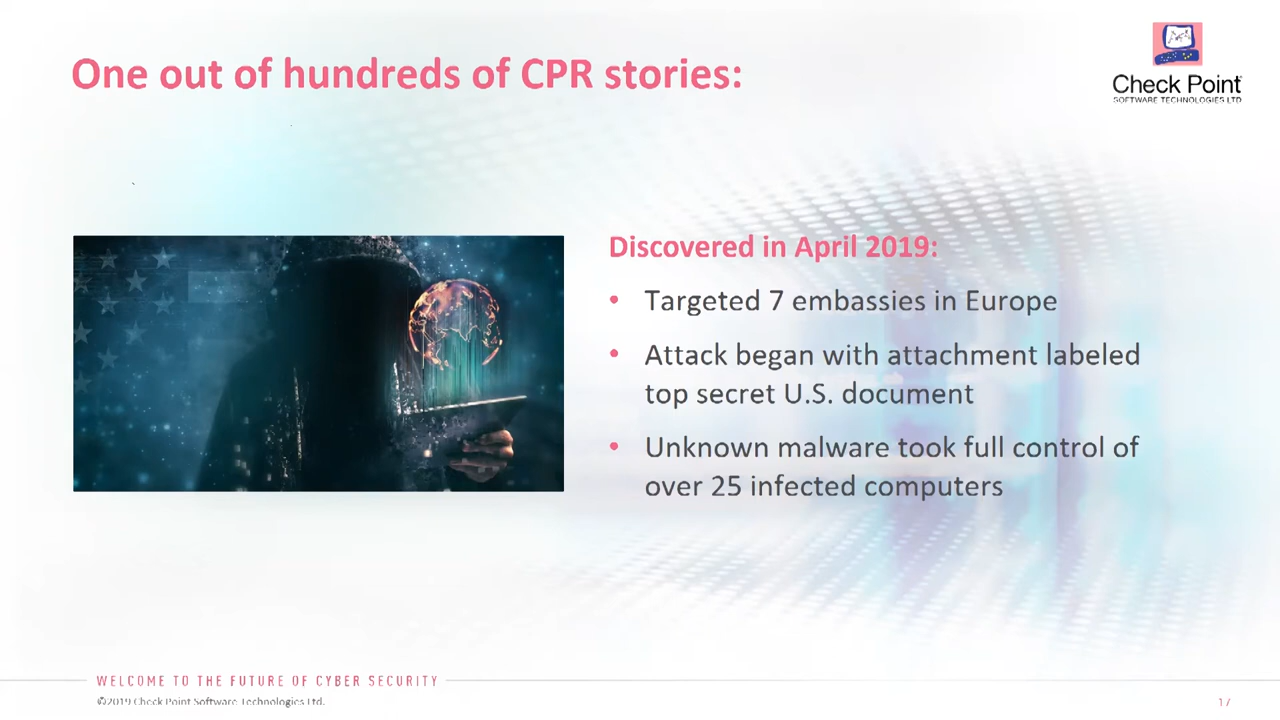 One out of hundreds of CPR stories:
Check Point
SOFTWARE TECHNOLOGIES LTD
Discovered in April 2019:
• Targeted 7 embassies in Europe
• Attack began with attachment labeled
top secret U.S. document
• Unknown malware took full control of
over 25 infected computers
WELCOME TO THE FUTURE OF CYBER SECURITY
©2019 Check Point Software Technologies Ltd.
17